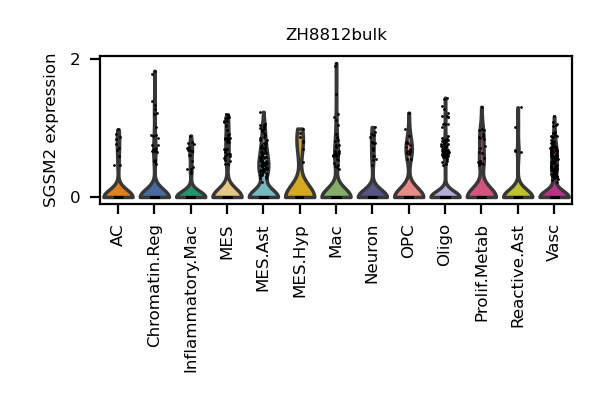 ZH8812bulk
SGSM2 expression
2
0
AC
Chromatin.Reg
Inflammatory.Mac
MES
MES.Ast
MES.Hyp
Mac
Neuron
OPC
Oligo
Prolif.Metab
Reactive.Ast
Vasc